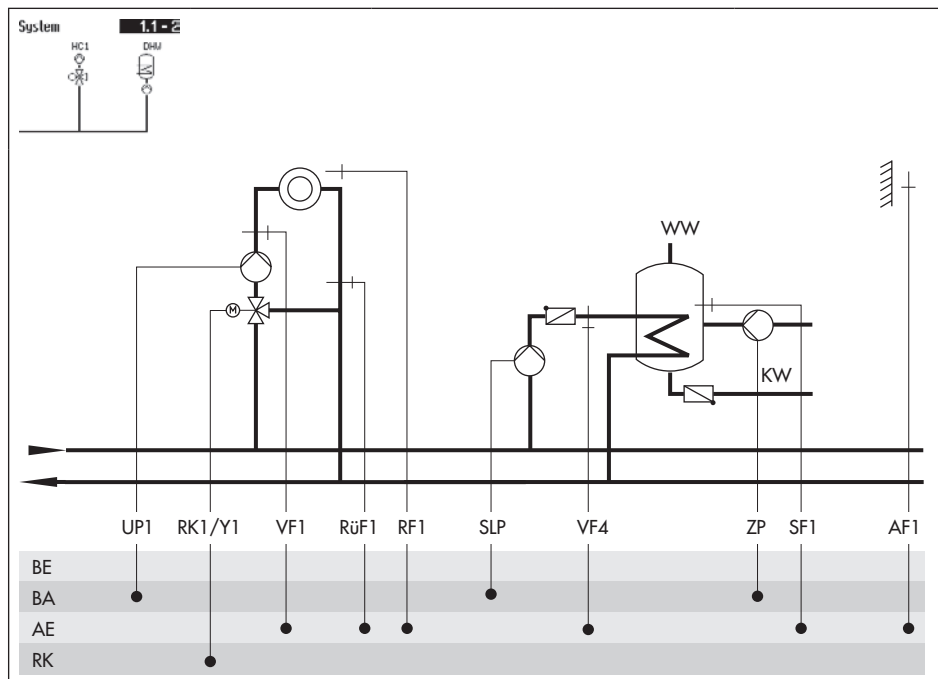 System 1.1 - 2
HC1 DHW
WW
M
KW
UP1 RK1/Y1 VF1 RüF1 RF1 SLP VF4 ZP SF1 AF1
BE
BA
AE
RK